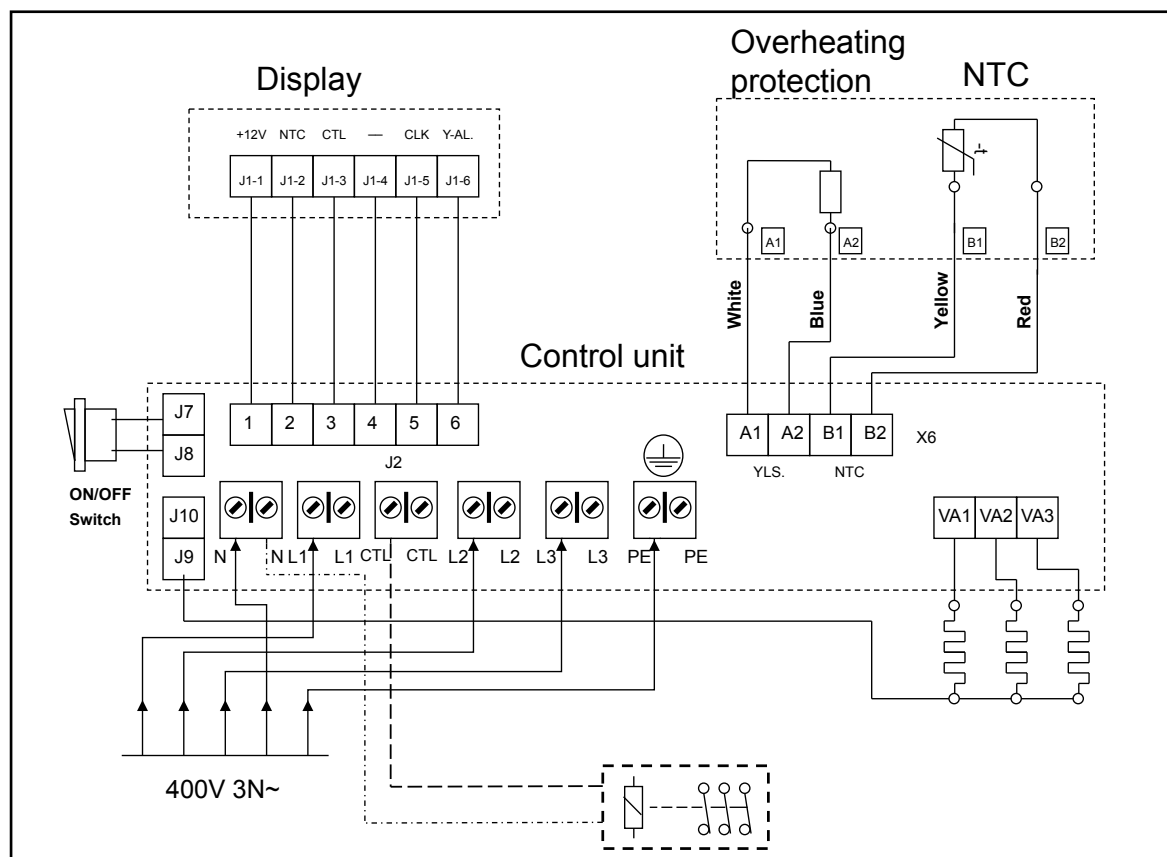 Overheating
protection
NTC
Display
+12V NTC CTL — CLK Y-AL.
J1-1 J1-2 J1-3 J1-4 J1-5 J1-6
A1 A2 B1 B2
White Blue Yellow Red
Control unit
J7
J8
1 2 3 4 5 6
J2
A1 A2 B1 B2 X6
YLS. NTC
ON/OFF
Switch
J10
J9
VA1 VA2 VA3
N N L1 L1 CTL CTL L2 L2 L3 L3 PE PE
400V 3N~